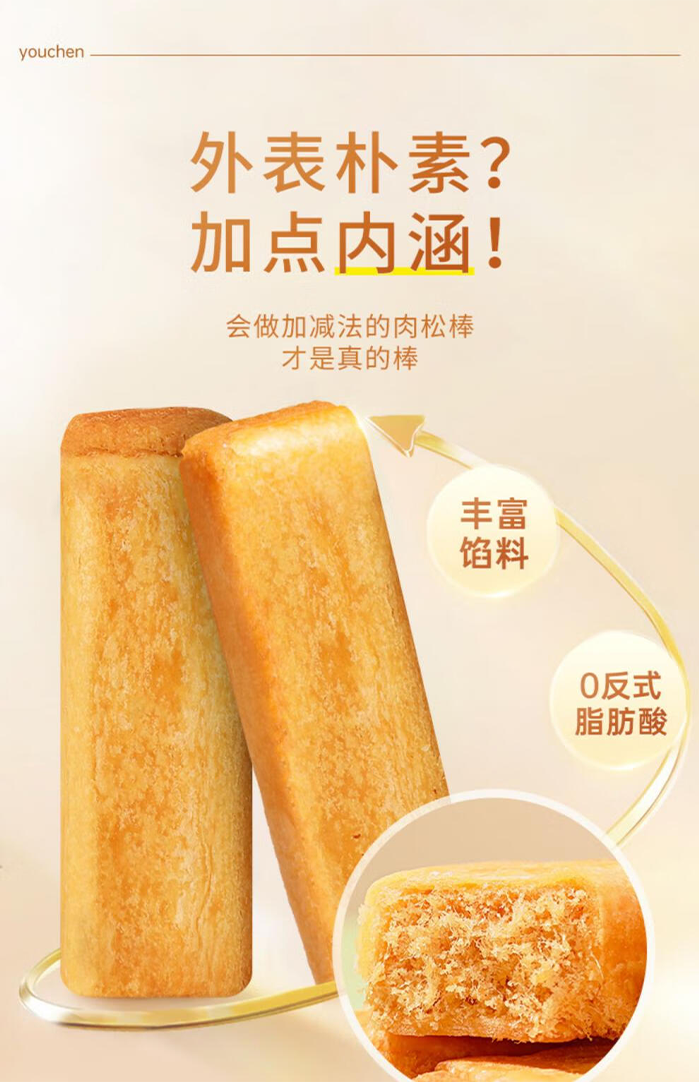 youchen
外表朴素？
加点内涵！
会做加减法的肉松棒
才是真的棒
丰富
馅料
0反式
脂肪酸